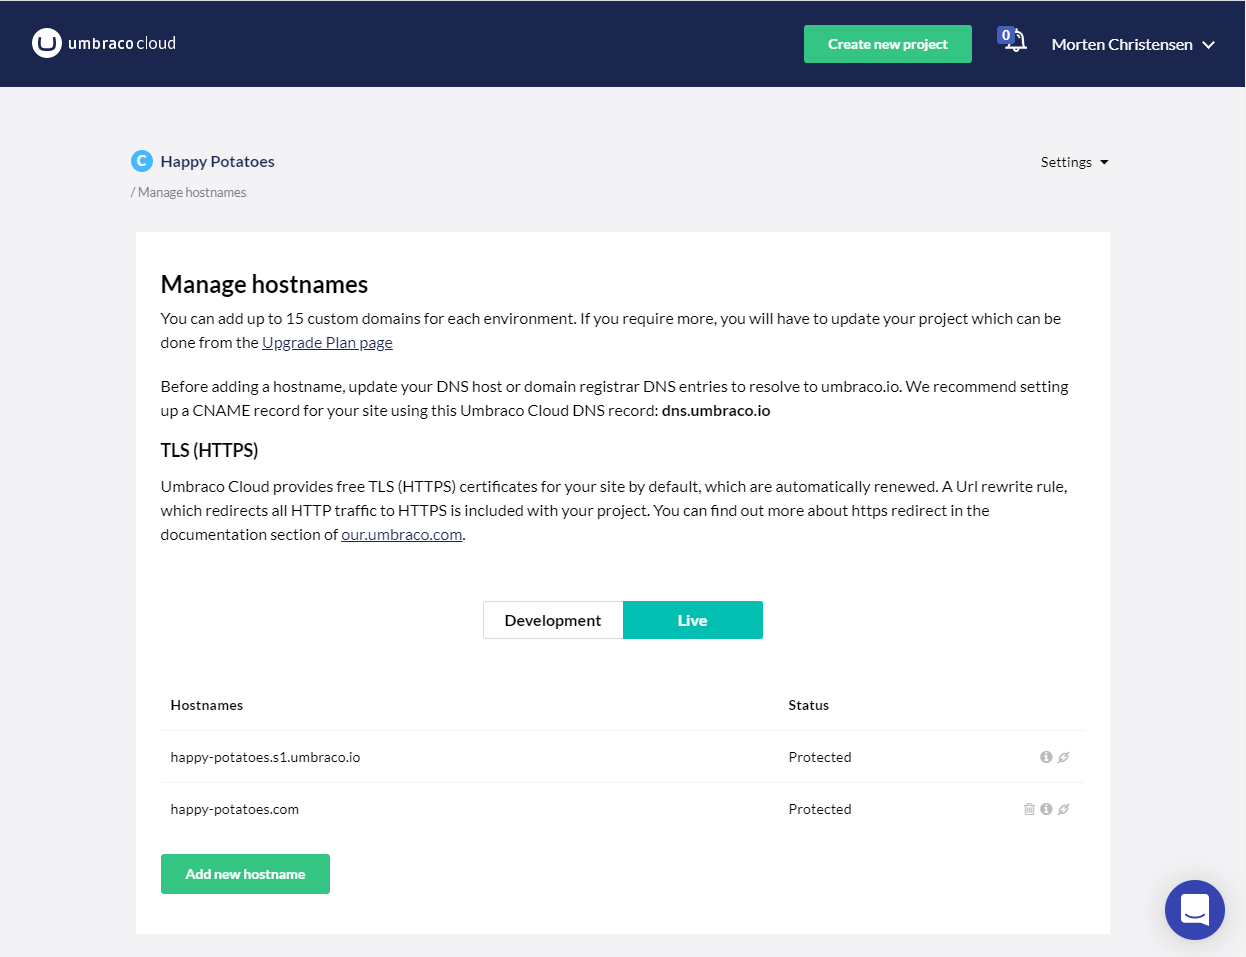 umbraco cloud
Create new project
0
Morten Christensen
C Happy Potatoes
Settings
/ Manage hostnames
Manage hostnames
You can add up to 15 custom domains for each environment. If you require more, you will have to update your project which can be
done from the Upgrade Plan page
Before adding a hostname, update your DNS host or domain registrar DNS entries to resolve to umbraco.io. We recommend setting
up a CNAME record for your site using this Umbraco Cloud DNS record: dns.umbraco.io
TLS (HTTPS)
Umbraco Cloud provides free TLS (HTTPS) certificates for your site by default, which are automatically renewed. A Url rewrite rule,
which redirects all HTTP traffic to HTTPS is included with your project. You can find out more about https redirect in the
documentation section of our.umbraco.com.
Development Live
Hostnames Status
happy-potatoes.s1.umbraco.io Protected
happy-potatoes.com Protected
Add new hostname